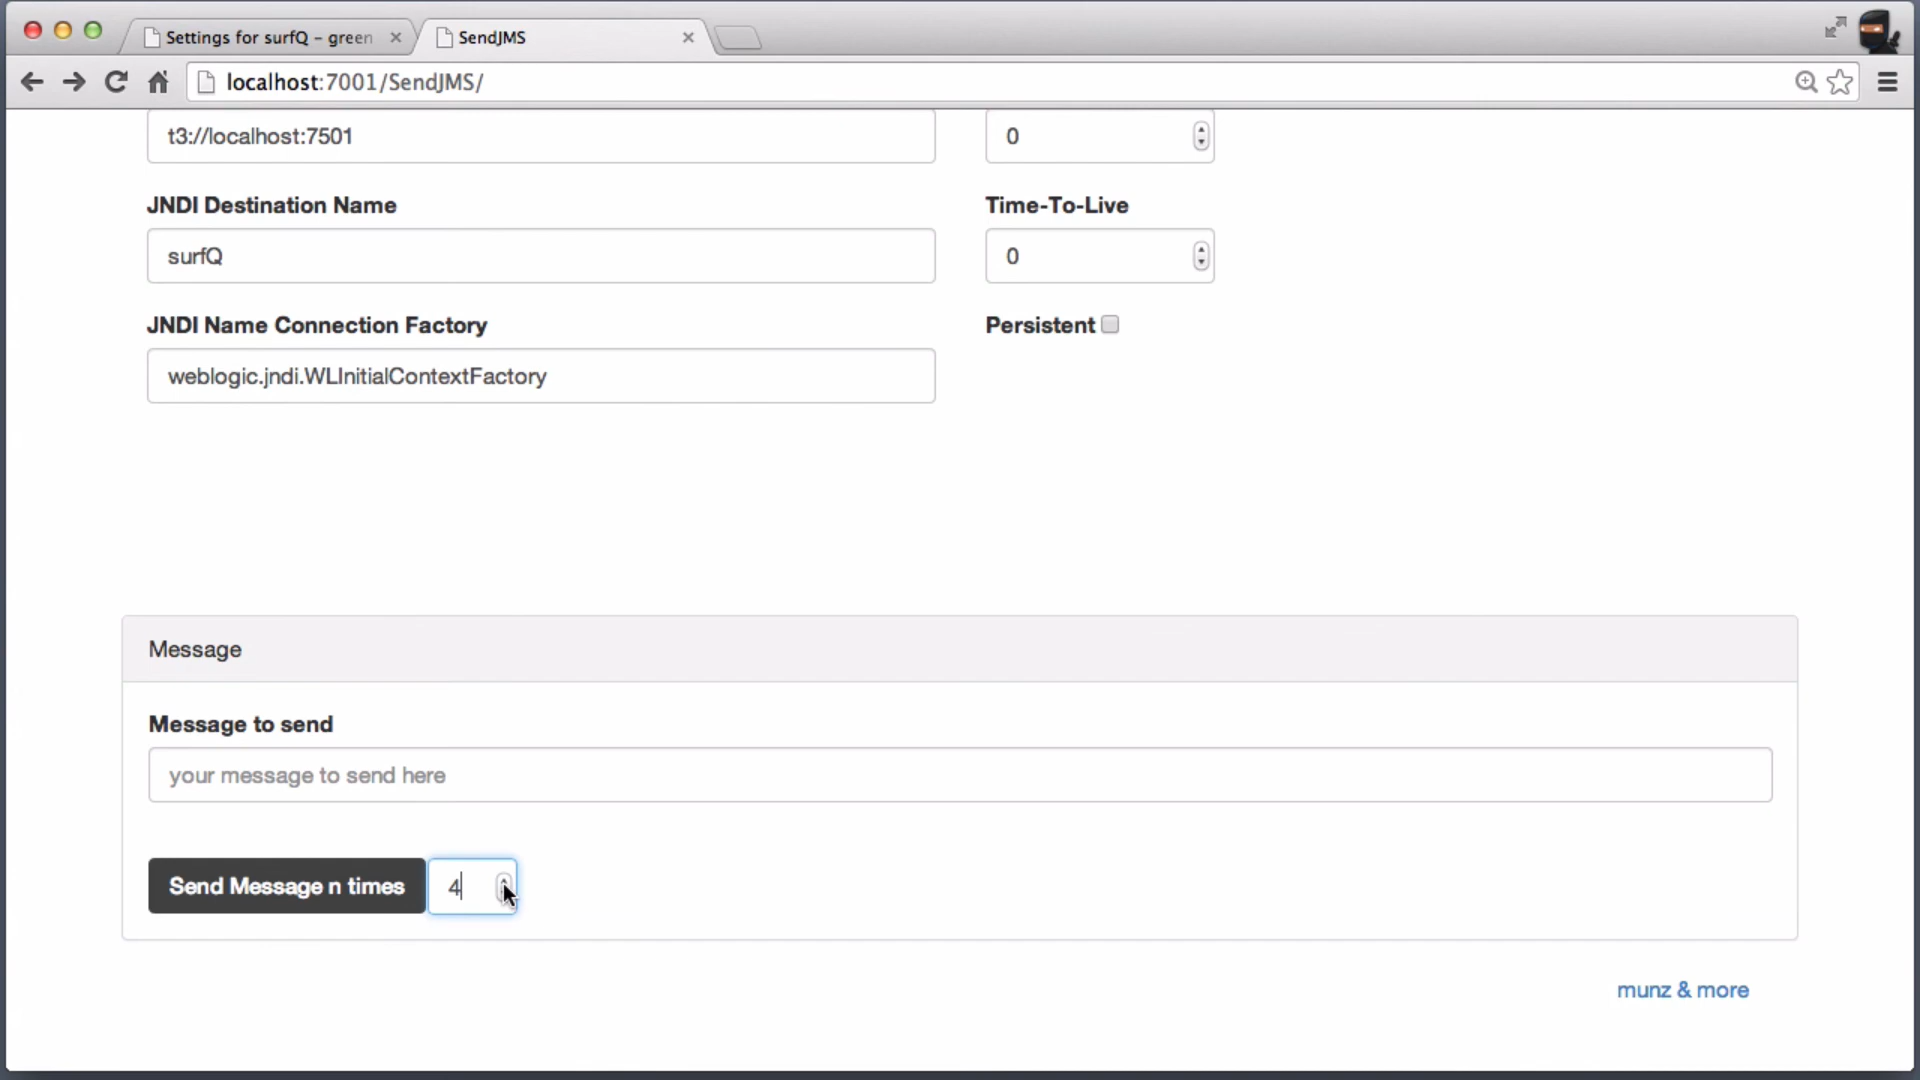 Settings for surfQ – green
SendJMS
localhost:7001/SendJMS/
t3://localhost:7501
0
JNDI Destination Name
Time-To-Live
surfQ
0
JNDI Name Connection Factory
Persistent
weblogic.jndi.WLInitialContextFactory
Message
Message to send
your message to send here
Send Message n times
4
munz & more